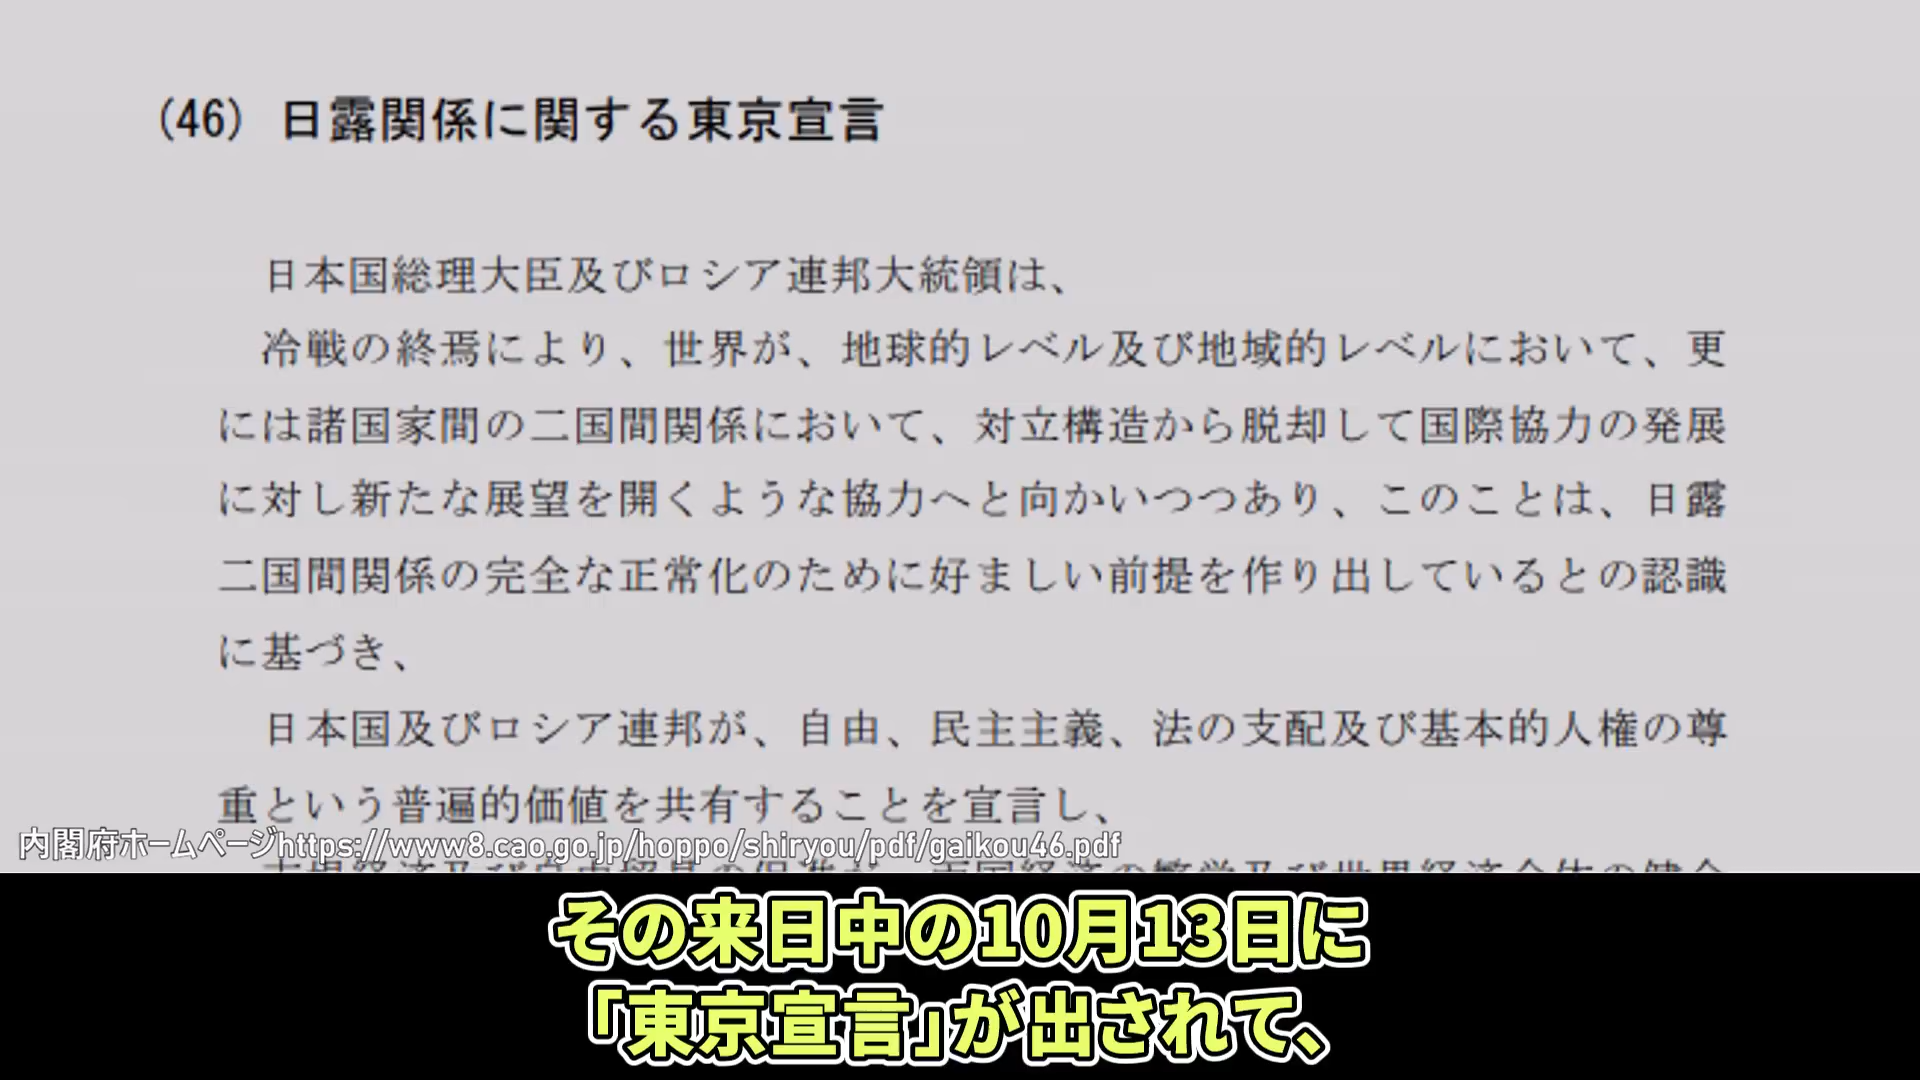 (46) 日露関係に関する東京宣言
日本国総理大臣及びロシア連邦大統領は、
冷戦の終焉により、世界が、地球的レベル及び地域的レベルにおいて、更
には諸国家間の二国間関係において、対立構造から脱却して国際協力の発展
に対し新たな展望を開くような協力へと向かいつつあり、このことは、日露
二国間関係の完全な正常化のために好ましい前提を作り出しているとの認識
に基づき、
日本国及びロシア連邦が、自由、民主主義、法の支配及び基本的人権の尊
重という普遍的価値を共有することを宣言し、
内閣府ホームページhttps://www8.cao.go.jp/hoppo/shiryou/pdf/gaikou46.pdf
その来日中の10月13日に
「東京宣言」が出されて、